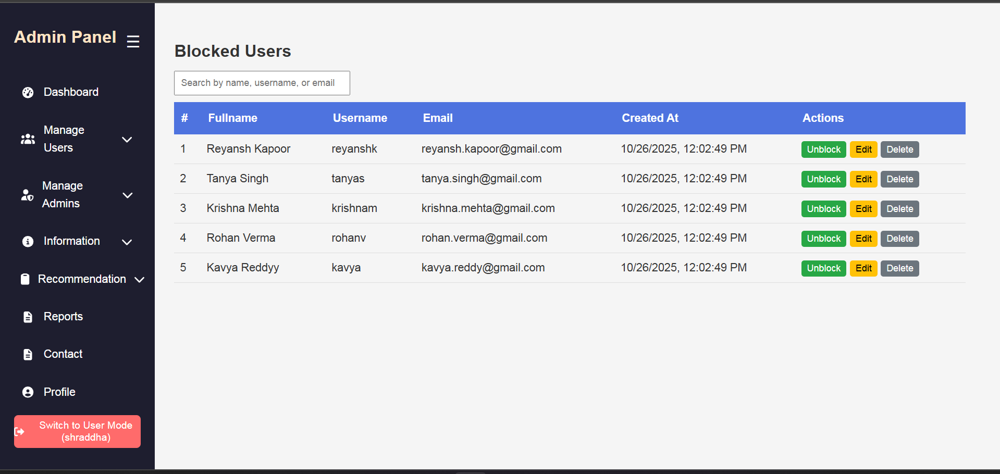 Admin Panel
Dashboard
Manage
Users
Manage
Admins
Information
Recommendation
Reports
Contact
Profile
Switch to User Mode
(shraddha)
Blocked Users
Search by name, username, or email
# Fullname Username Email Created At Actions
1 Reyansh Kapoor reyanshk reyansh.kapoor@gmail.com 10/26/2025, 12:02:49 PM Unblock Edit Delete
2 Tanya Singh tanyas tanya.singh@gmail.com 10/26/2025, 12:02:49 PM Unblock Edit Delete
3 Krishna Mehta krishnam krishna.mehta@gmail.com 10/26/2025, 12:02:49 PM Unblock Edit Delete
4 Rohan Verma rohanv rohan.verma@gmail.com 10/26/2025, 12:02:49 PM Unblock Edit Delete
5 Kavya Reddyy kavya kavya.reddy@gmail.com 10/26/2025, 12:02:49 PM Unblock Edit Delete